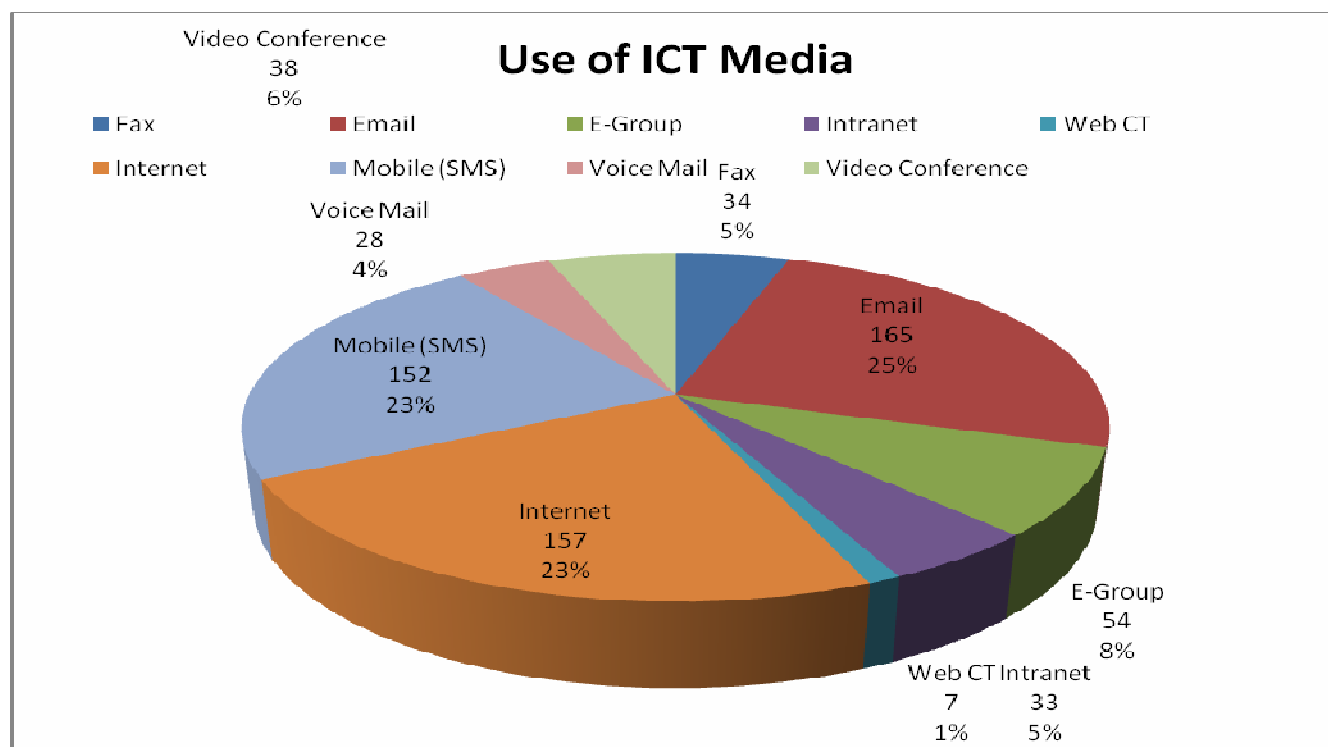 Video Conference
38
6%
Use of ICT Media
Fax
Email
E-Group
Intranet
Web CT
Internet
Mobile (SMS)
Voice Mail
Video Conference
Fax
34
5%
Voice Mail
28
4%
Email
165
25%
Mobile (SMS)
152
23%
Internet
157
23%
E-Group
54
8%
Web CT
7
1%
Intranet
33
5%